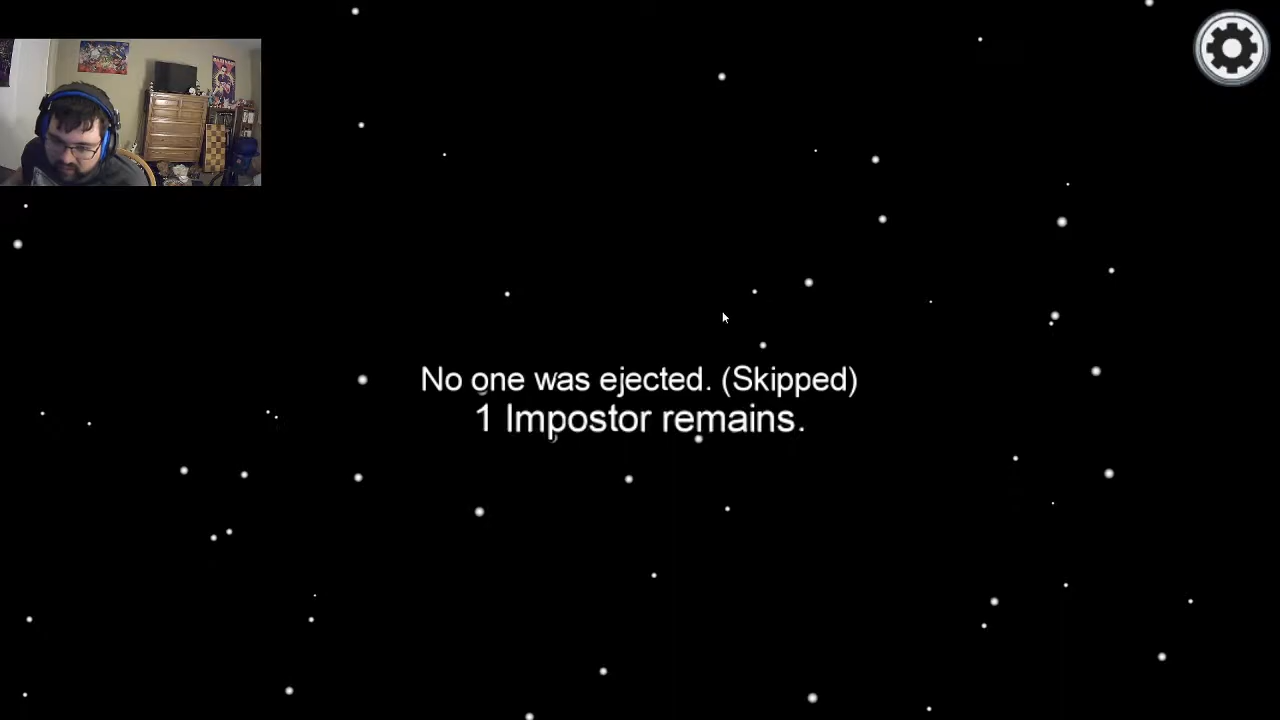 No one was ejected. (Skipped)
1 Impostor remains.